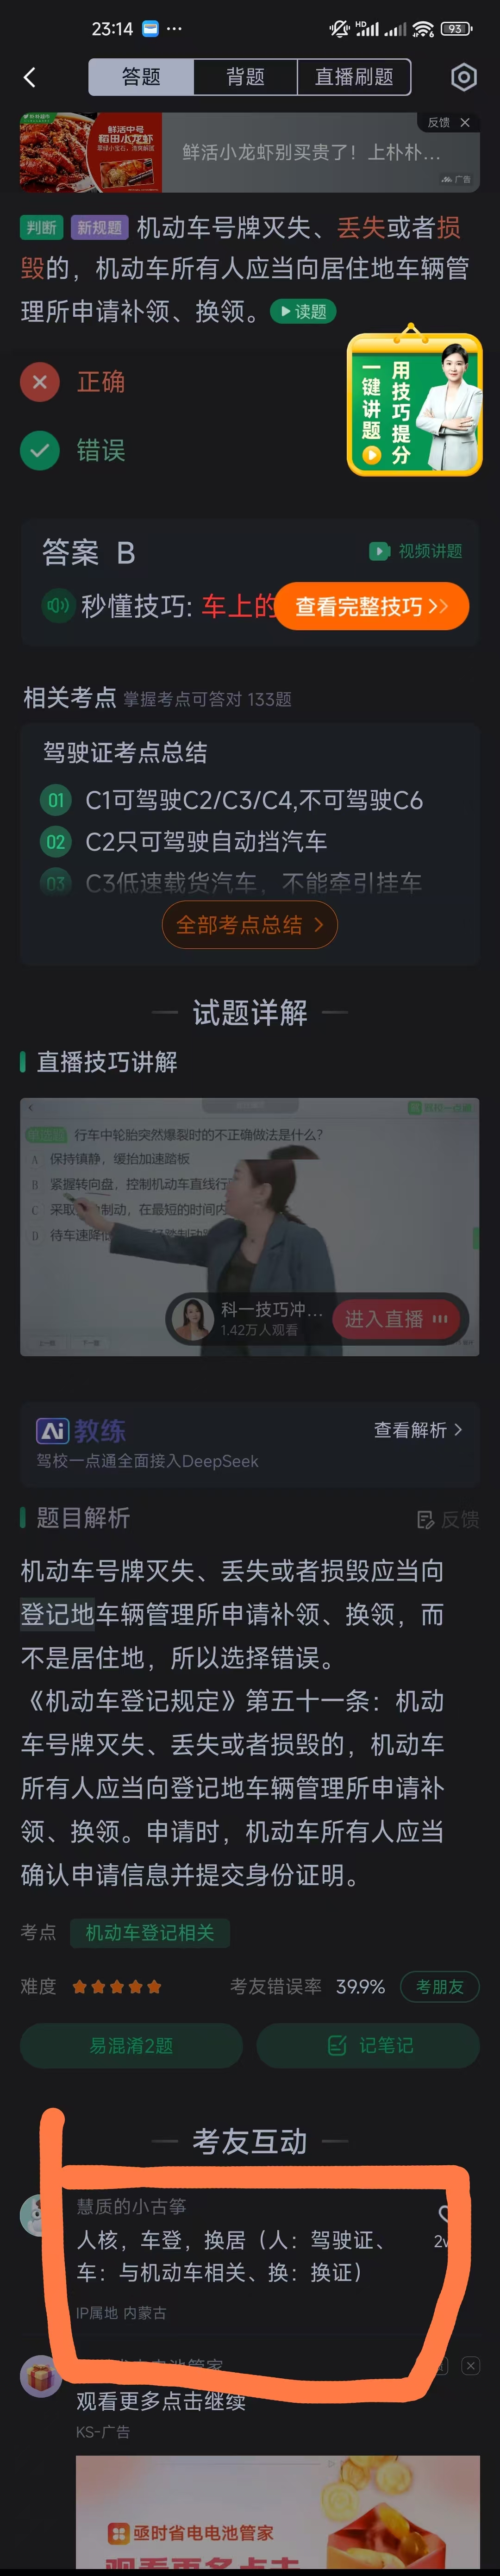 23:14
HD
93
答题
背题
直播刷题
反馈
鲜活中号
稻田小龙虾
鲜活小龙虾别买贵了！上朴朴...
广告
判断 新规题 机动车号牌灭失、丢失或者损
毁的，机动车所有人应当向居住地车辆管
理所申请补领、换领。 读题
正确
错误
一键讲题
用技巧提分
答案 B
视频讲题
秒懂技巧: 车上的
查看完整技巧
相关考点 掌握考点可答对 133题
驾驶证考点总结
01 C1可驾驶C2/C3/C4,不可驾驶C6
02 C2只可驾驶自动挡汽车
03 C3低速载货汽车，不能牵引挂车
全部考点总结
试题详解
直播技巧讲解
行车中轮胎突然爆裂时的不正确做法是什么?
A 保持镇静，缓抬加速踏板
B 紧握转向盘，控制机动车直线行
C 采取 制动，在最短的时间内
D 待车速降低
科一技巧冲...
1.42万人观看
进入直播
Ai 教练
查看解析
驾校一点通全面接入DeepSeek
题目解析
反馈
机动车号牌灭失、丢失或者损毁应当向
登记地车辆管理所申请补领、换领，而
不是居住地，所以选择错误。
《机动车登记规定》第五十一条：机动
车号牌灭失、丢失或者损毁的，机动车
所有人应当向登记地车辆管理所申请补
领、换领。申请时，机动车所有人应当
确认申请信息并提交身份证明。
考点 机动车登记相关
难度
考友错误率 39.9%
考朋友
易混淆2题
记笔记
考友互动
慧质的小古筝
人核，车登，换居（人：驾驶证、
车：与机动车相关、换：换证）
IP属地 内蒙古
电池管家
观看更多点击继续
KS-广告
亟时省电电池管家
观看更多点击